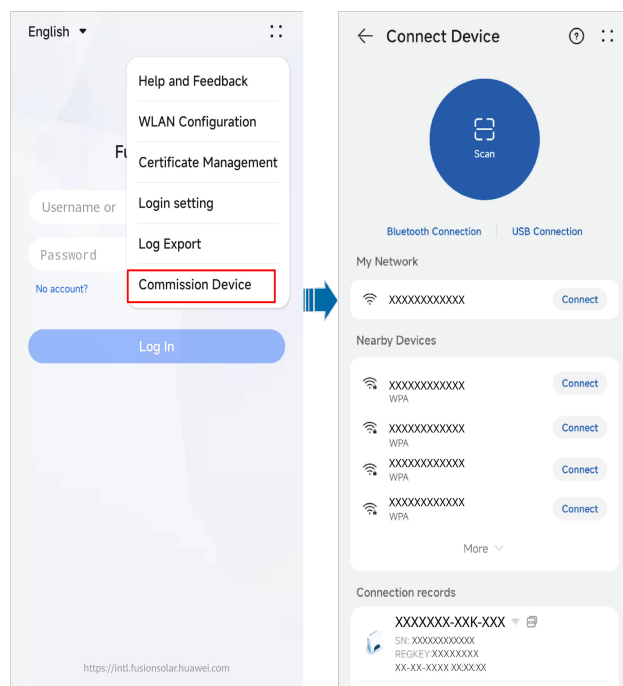 English
Help and Feedback
WLAN Configuration
Fu
Certificate Management
Username or
Login setting
Password
Log Export
No account?
Commission Device
Log In
https://intl.fusionsolar.huawei.com
Connect Device
Scan
Bluetooth Connection
USB Connection
My Network
XXXXXXXXXXXX
Connect
Nearby Devices
XXXXXXXXXXXX
WPA
Connect
XXXXXXXXXXXX
WPA
Connect
XXXXXXXXXXXX
WPA
Connect
XXXXXXXXXXXX
WPA
Connect
More
Connection records
XXXXXXX-XXK-XXX
SN: XXXXXXXXXXXX
REGKEY:XXXXXXXX
XX-XX-XXXX XX:XX:XX